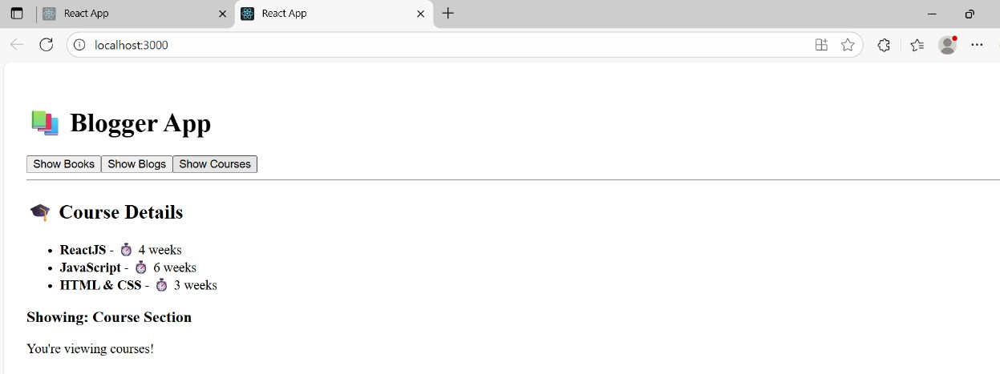 React App
React App
localhost:3000
Blogger App
Show Books Show Blogs Show Courses
Course Details
ReactJS - 4 weeks
JavaScript - 6 weeks
HTML & CSS - 3 weeks
Showing: Course Section
You're viewing courses!